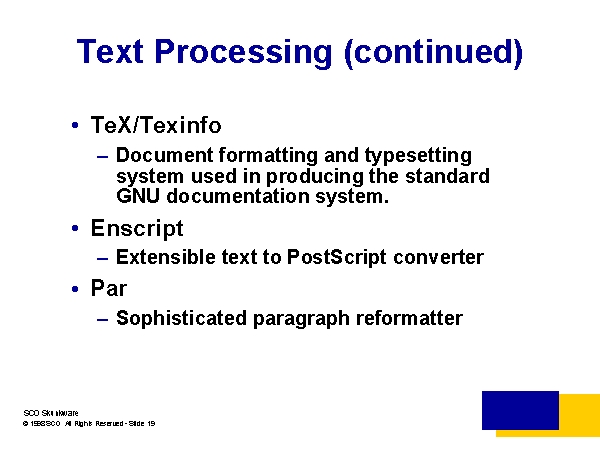 Text Processing (continued)
• TeX/Texinfo
– Document formatting and typesetting
system used in producing the standard
GNU documentation system.
• Enscript
– Extensible text to PostScript converter
• Par
– Sophisticated paragraph reformatter
SCO Skunkware
© 1998 SCO All Rights Reserved - Slide 19